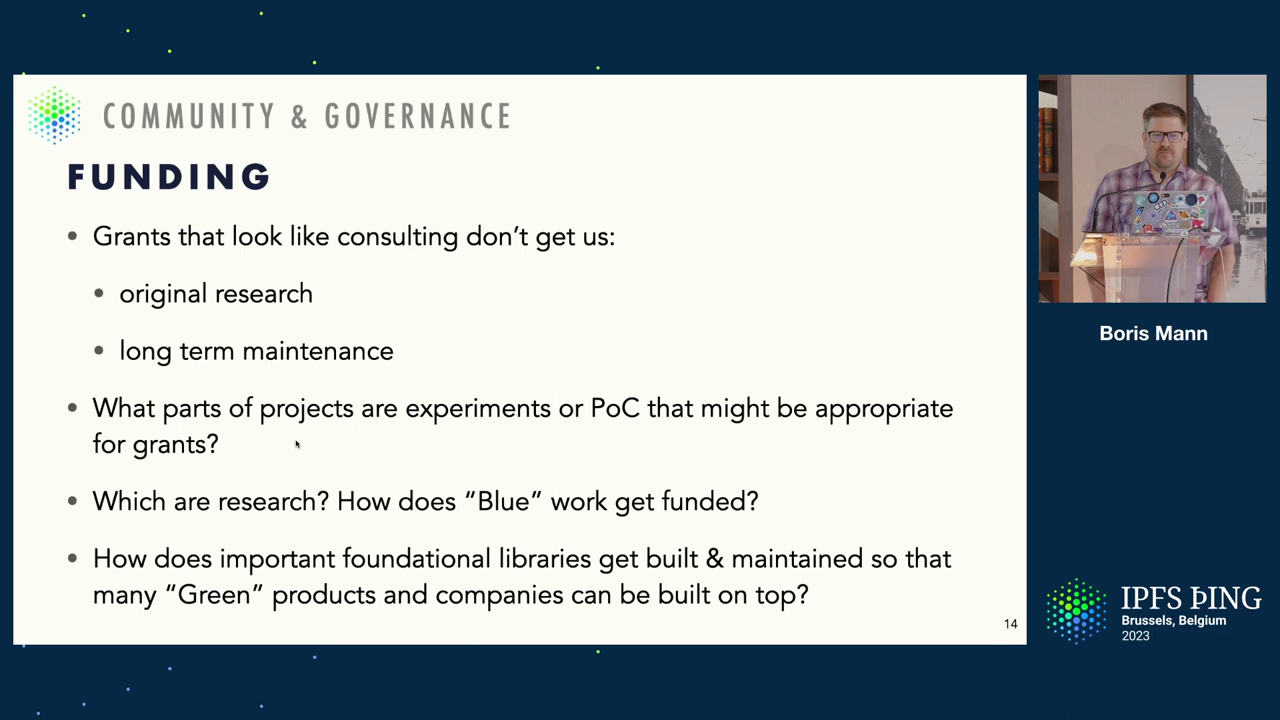 COMMUNITY & GOVERNANCE
FUNDING
• Grants that look like consulting don’t get us:
• original research
• long term maintenance
• What parts of projects are experiments or PoC that might be appropriate
for grants?
• Which are research? How does “Blue” work get funded?
• How does important foundational libraries get built & maintained so that
many “Green” products and companies can be built on top?
14
Boris Mann
IPFS ÞING
Brussels, Belgium
2023